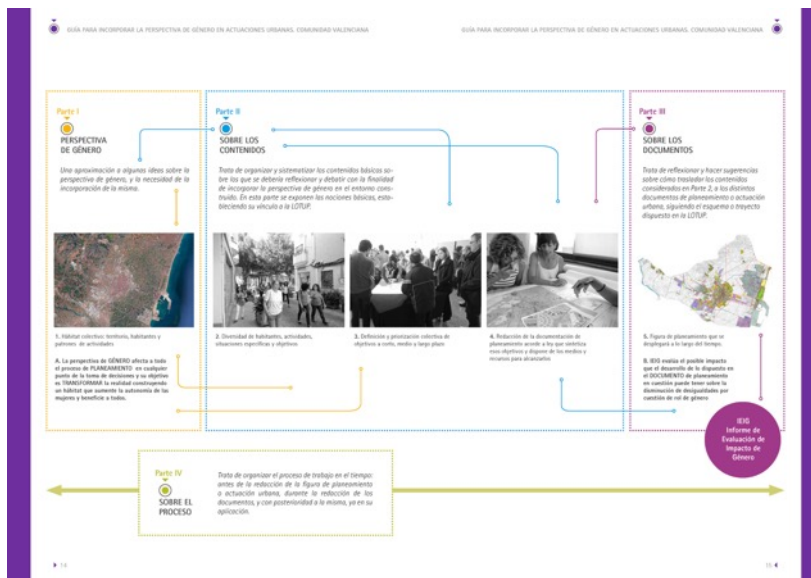 GUÍA PARA INCORPORAR LA PERSPECTIVA DE GÉNERO EN ACTUACIONES URBANAS. COMUNIDAD VALENCIANA
GUÍA PARA INCORPORAR LA PERSPECTIVA DE GÉNERO EN ACTUACIONES URBANAS. COMUNIDAD VALENCIANA
Parte I
PERSPECTIVA
DE GÉNERO
Una aproximación a algunas ideas sobre la
perspectiva de género, y la necesidad de la
incorporación de la misma.
1. Hábitat colectivo: territorio, habitantes y
patrones de actividades
A. La perspectiva de GÉNERO afecta a todo
el proceso de PLANEAMIENTO en cualquier
punto de la toma de decisiones y su objetivo
es TRANSFORMAR la realidad construyendo
un hábitat que aumente la autonomía de las
mujeres y beneficie a todos.
Parte II
SOBRE LOS
CONTENIDOS
Trata de organizar y sistematizar los contenidos básicos so-
bre los que se debería reflexionar y debatir con la finalidad
de incorporar la perspectiva de género en el entorno cons-
truido. En esta parte se exponen las nociones básicas, esta-
bleciendo su vínculo a la LOTUP.
2. Diversidad de habitantes, actividades,
situaciones específicas y objetivos
3. Definición y priorización colectiva de
objetivos a corto, medio y largo plazo
4. Redacción de la documentación de
planeamiento acorde a ley que sintetiza
esos objetivos y dispone de los medios y
recursos para alcanzarlos
Parte III
SOBRE LOS
DOCUMENTOS
Trata de reflexionar y hacer sugerencias
sobre cómo trasladar los contenidos
considerados en Parte 2, a los distintos
documentos de planeamiento o actuación
urbana, siguiendo el esquema o trayecto
dispuesto en la LOTUP.
5. Figura de planeamiento que se
desplegará a lo largo del tiempo.
B. IEIG evalúa el posible impacto
que el desarrollo de lo dispuesto en
el DOCUMENTO de planeamiento
en cuestión puede tener sobre la
disminución de desigualdades por
cuestión de rol de género
IEIG
Informe de
Evaluación de
Impacto de
Género
Parte IV
SOBRE EL
PROCESO
Trata de organizar el proceso de trabajo en el tiempo:
antes de la redacción de la figura de planeamiento
o actuación urbana, durante la redacción de los
documentos, y con posterioridad a la misma, ya en su
aplicación.
14
15